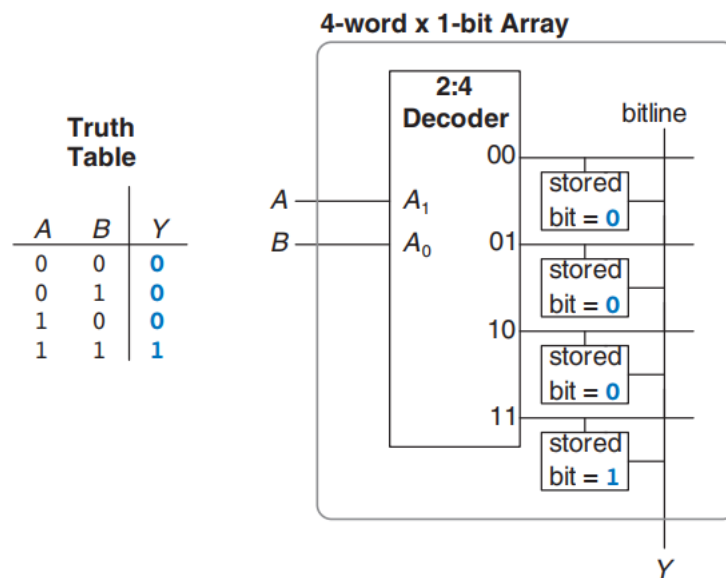 4-word x 1-bit Array
Truth
Table
A B Y
0 0 0
0 1 0
1 0 0
1 1 1
2:4
Decoder
bitline
A
B
A1
A0
00
stored
bit = 0
01
stored
bit = 0
10
stored
bit = 0
11
stored
bit = 1
Y